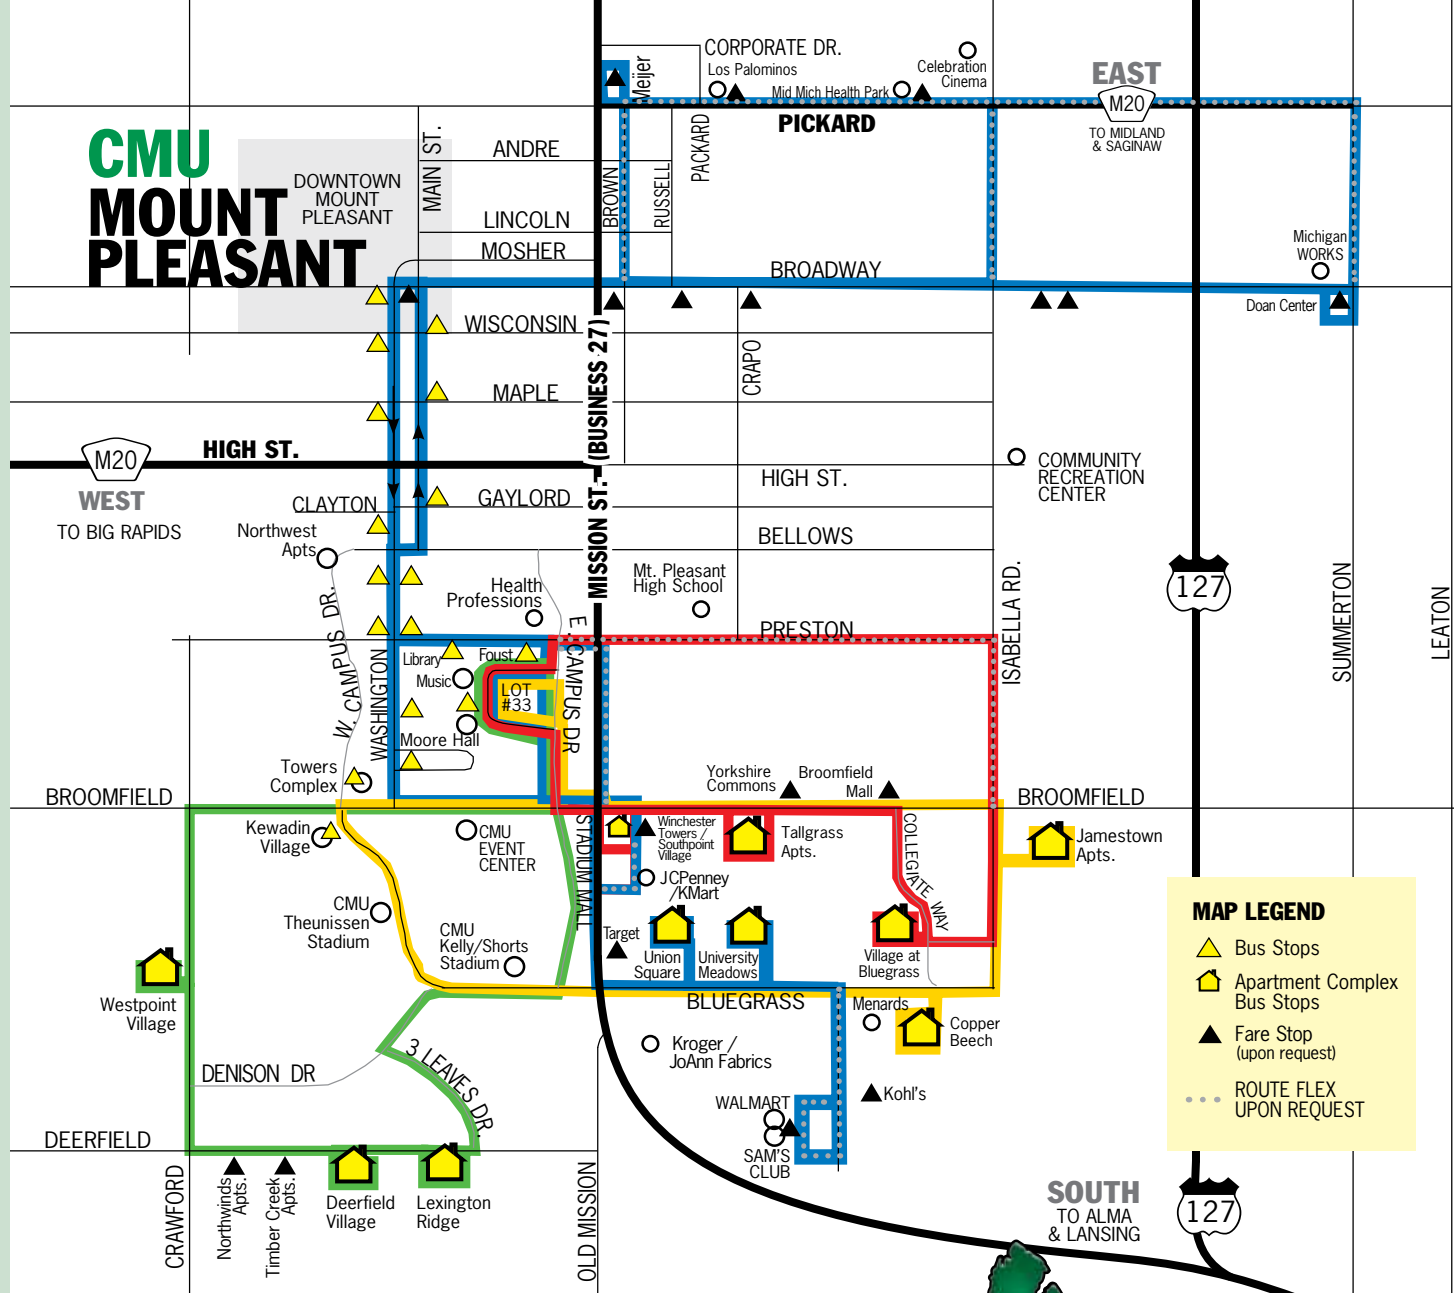 CMU
MOUNT
PLEASANT
DOWNTOWN
MOUNT
PLEASANT
MAIN ST.
ANDRE
LINCOLN
MOSHER
Meijer
CORPORATE DR.
Los Palominos
Mid Mich Health Park
Celebration
Cinema
EAST
M20
TO MIDLAND
& SAGINAW
PICKARD
PACKARD
BROWN
RUSSELL
BROADWAY
Michigan
WORKS
Doan Center
WISCONSIN
MAPLE
CRAPO
MISSION ST. (BUSINESS 27)
HIGH ST.
M20
WEST
TO BIG RAPIDS
CLAYTON
GAYLORD
HIGH ST.
BELLOWS
COMMUNITY
RECREATION
CENTER
Northwest
Apts.
Health
Professions
Mt. Pleasant
High School
127
ISABELLA RD.
SUMMERTON
LEATON
W. CAMPUS DR.
WASHINGTON
E. CAMPUS DR
PRESTON
Library
Foust
Music
LOT
#33
Moore Hall
Towers
Complex
Yorkshire
Commons
Broomfield
Mall
BROOMFIELD
BROOMFIELD
Kewadin
Village
CMU
EVENT
CENTER
STADIUM MALL
Winchester
Towers /
Southpoint
Village
Tallgrass
Apts.
COLLEGIATE WAY
Jamestown
Apts.
JCPenney
/KMart
CMU
Theunissen
Stadium
CMU
Kelly/Shorts
Stadium
Target
Union
Square
University
Meadows
Village at
Bluegrass
Westpoint
Village
BLUEGRASS
Menards
Copper
Beech
Kroger /
JoAnn Fabrics
DENISON DR
3 LEAVES DR.
WALMART
Kohl's
SAM'S
CLUB
DEERFIELD
CRAWFORD
Northwinds
Apts.
Timber Creek
Apts.
Deerfield
Village
Lexington
Ridge
OLD MISSION
SOUTH
TO ALMA
& LANSING
127
MAP LEGEND
Bus Stops
Apartment Complex
Bus Stops
Fare Stop
(upon request)
ROUTE FLEX
UPON REQUEST